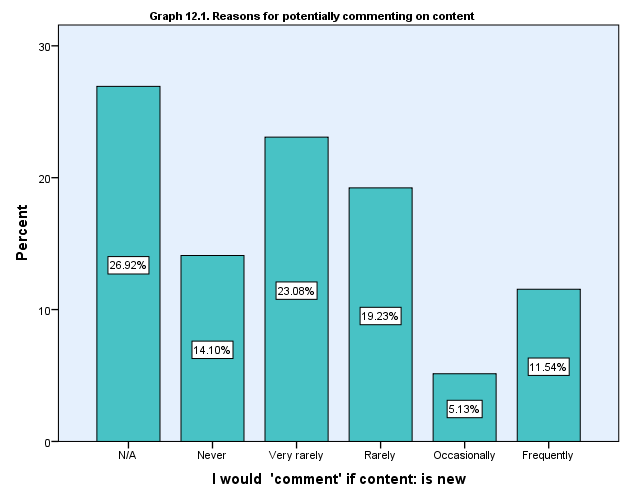 Graph 12.1. Reasons for potentially commenting on content
30
20
10
0
Percent
26.92%
14.10%
23.08%
19.23%
5.13%
11.54%
N/A Never Very rarely Rarely Occasionally Frequently
I would 'comment' if content: is new